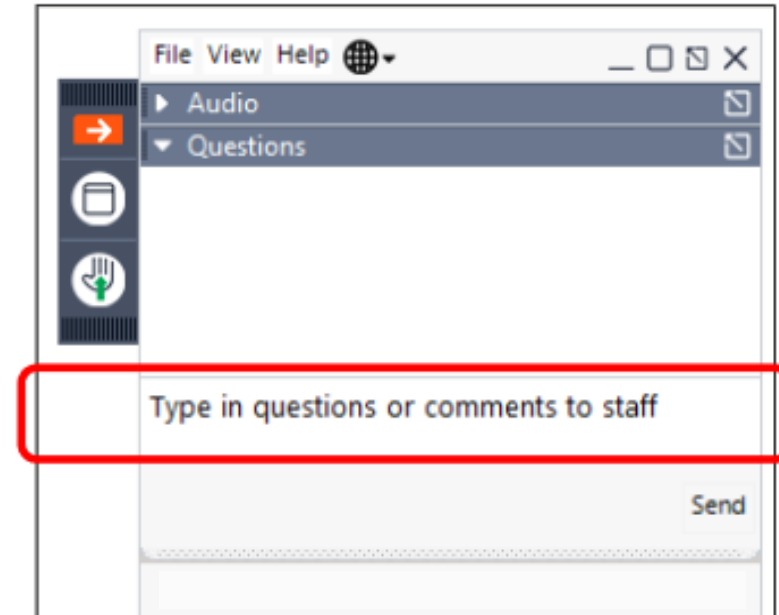 File View Help
Audio
Questions
Type in questions or comments to staff
Send